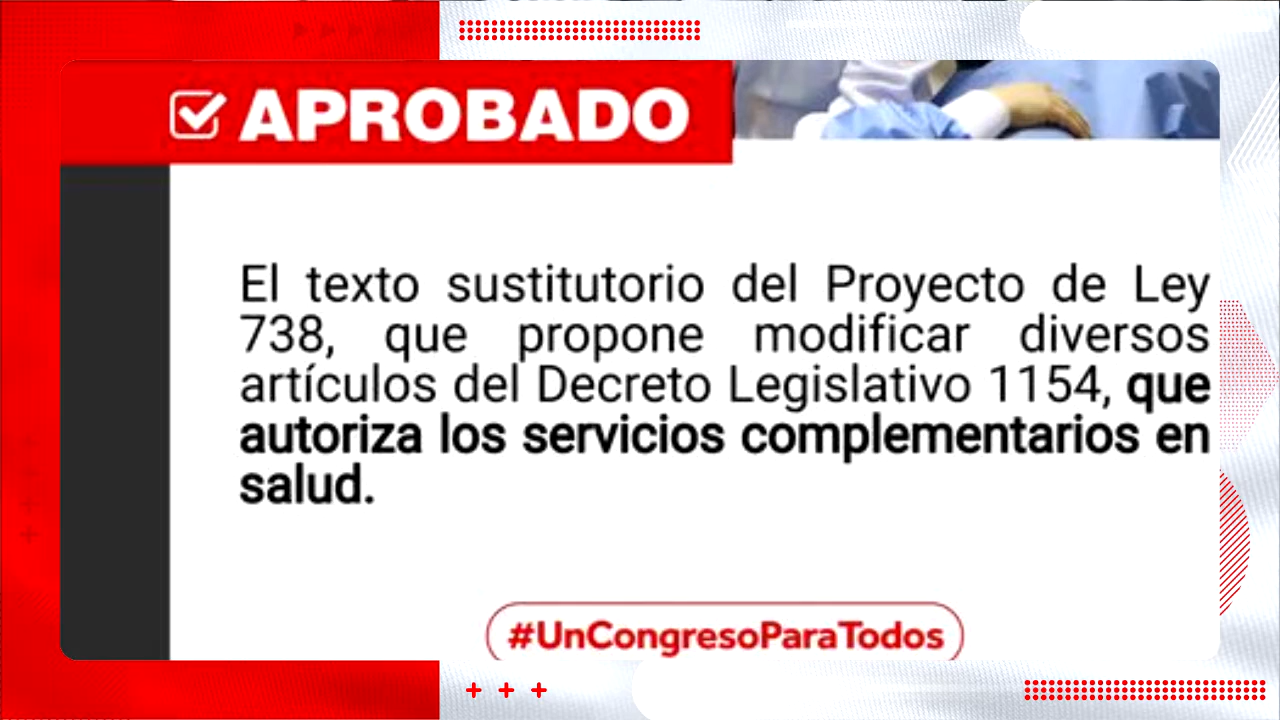 APROBADO
El texto sustitutorio del Proyecto de Ley
738, que propone modificar diversos
artículos del Decreto Legislativo 1154, que
autoriza los servicios complementarios en
salud.
#UnCongresoParaTodos